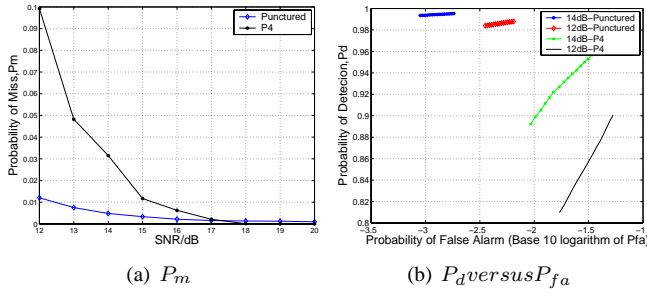 Punctured
P4
0.1
0.09
0.08
0.07
0.06
0.05
0.04
0.03
0.02
0.01
0
Probability of Miss,Pm
12 13 14 15 16 17 18 19 20
SNR/dB
(a) P_m
14dB-Punctured
12dB-Punctured
14dB-P4
12dB-P4
1
0.98
0.96
0.94
0.92
0.9
0.88
0.86
0.84
0.82
0.8
Probability of Detecion,Pd
-3.5 -3 -2.5 -2 -1.5 -1
Probability of False Alarm (Base 10 logarithm of Pfa)
(b) P_dversusP_{fa}